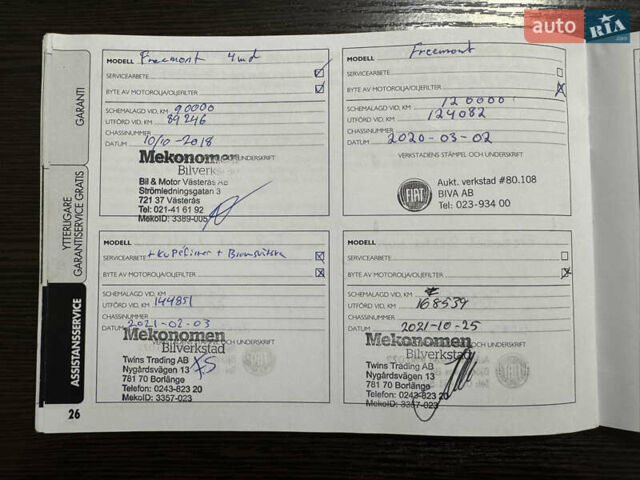 auto RIA
GARANTI
YTTERLIGARE
GARANTISERVICE GRATIS
ASSISTANSSERVICE
26
MODELL Freemont 4wd
SERVICEARBETE
BYTE AV MOTOROLJA/OLJEFILTER
SCHEMALAGD VID. KM 90000
UTFÖRD VID. KM 89246
CHASSINUMMER
DATUM 10/10-2018
Mekonomen
Bilverkstad
Bil & Motor Västerås AB
Strömledningsgatan 3
721 37 Västerås
Tel: 021-41 61 92
MekoID: 3389-005
MODELL Freemont
SERVICEARBETE
BYTE AV MOTOROLJA/OLJEFILTER
SCHEMALAGD VID. KM 120000
UTFÖRD VID. KM 124082
CHASSINUMMER
DATUM 2020-03-02
VERKSTADENS STÄMPEL OCH UNDERSKRIFT
FIAT
Aukt. verkstad #80.108
BIVA AB
Tel: 023-934 00
MODELL
SERVICEARBETE + Kupéfilter + Bromsvätska
BYTE AV MOTOROLJA/OLJEFILTER
SCHEMALAGD VID. KM
UTFÖRD VID. KM 144851
CHASSINUMMER
DATUM 2021-02-03
Mekonomen
Bilverkstad
Twins Trading AB
Nygårdsvägen 13
781 70 Borlänge
Telefon: 0243-823 20
MekoID: 3357-023
MODELL
SERVICEARBETE
BYTE AV MOTOROLJA/OLJEFILTER
SCHEMALAGD VID. KM
UTFÖRD VID. KM 168539
CHASSINUMMER
DATUM 2021-10-25
Mekonomen
Bilverkstad
Twins Trading AB
Nygårdsvägen 13
781 70 Borlänge
Telefon: 0243-823 20
MekoID: 3357-023